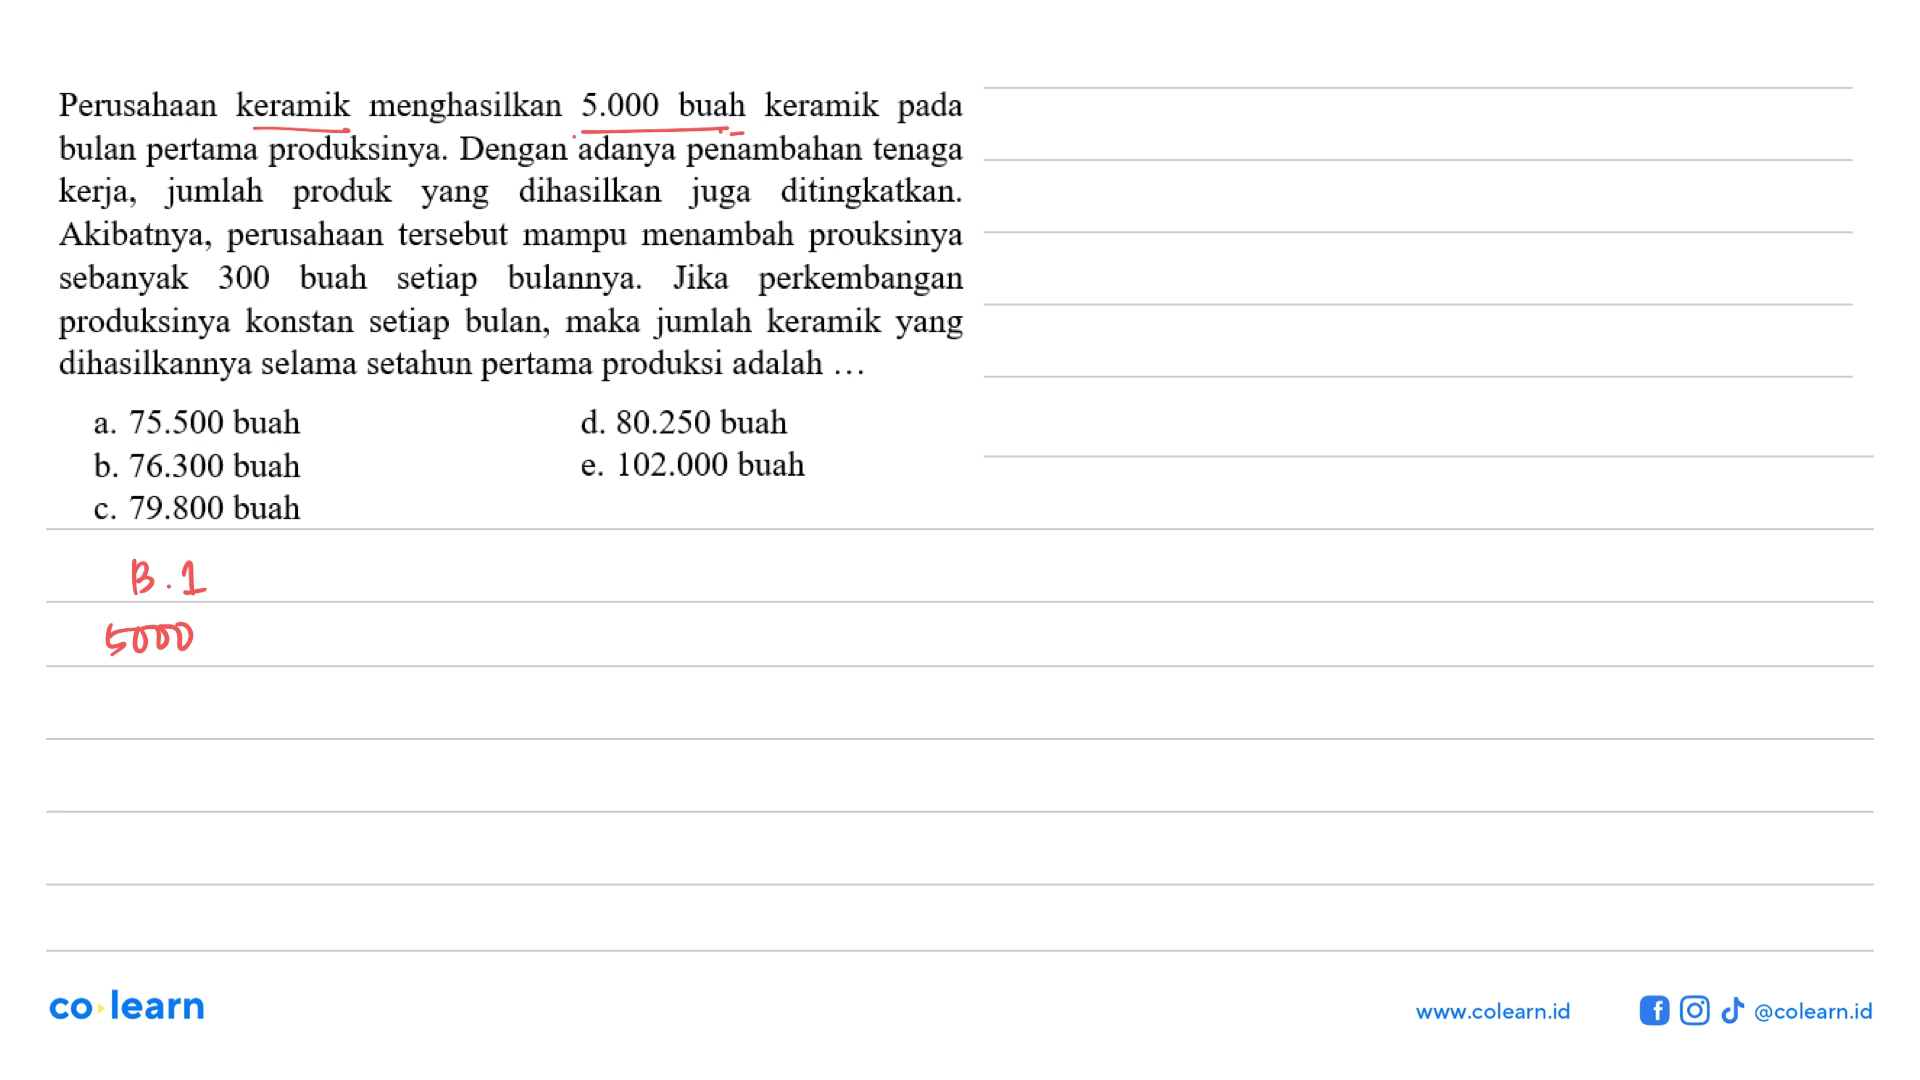 Perusahaan keramik menghasilkan 5.000 buah keramik pada
bulan pertama produksinya. Dengan adanya penambahan tenaga
kerja, jumlah produk yang dihasilkan juga ditingkatkan.
Akibatnya, perusahaan tersebut mampu menambah prouksinya
sebanyak 300 buah setiap bulannya. Jika perkembangan
produksinya konstan setiap bulan, maka jumlah keramik yang
dihasilkannya selama setahun pertama produksi adalah ...
a. 75.500 buah
b. 76.300 buah
c. 79.800 buah
d. 80.250 buah
e. 102.000 buah
B.1
5000
co learn
www.colearn.id
@colearn.id